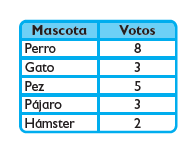 Mascota Votos
Perro 8
Gato 3
Pez 5
Pájaro 3
Hámster 2